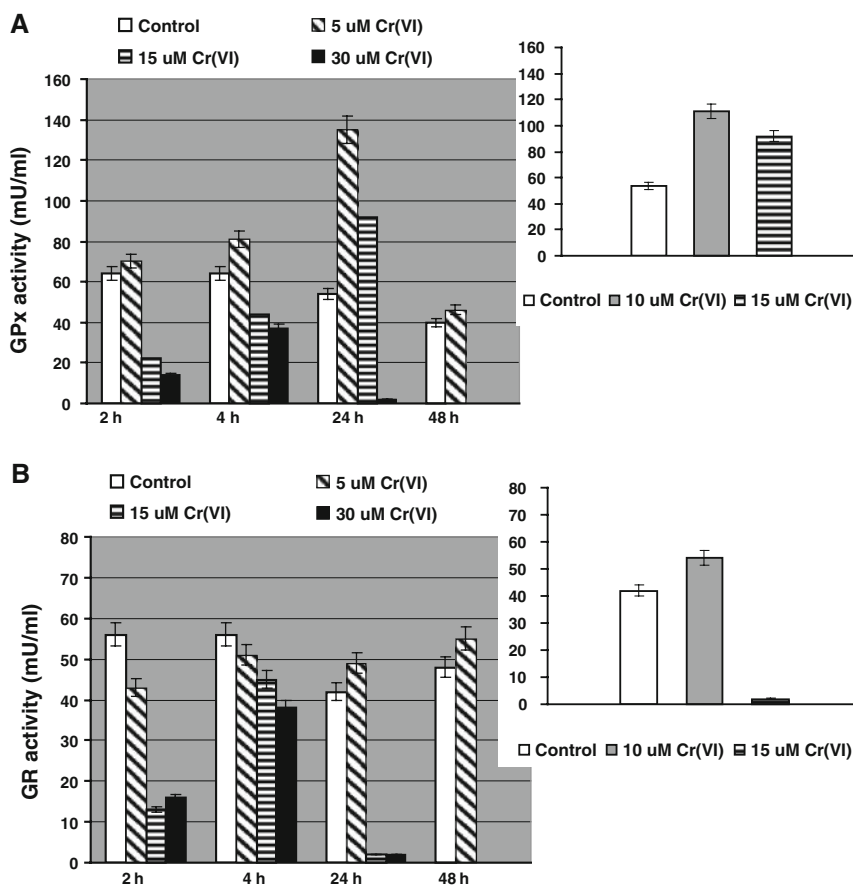 A
Control
5 uM Cr(VI)
15 uM Cr(VI)
30 uM Cr(VI)
GPx activity (mU/ml)
160
140
120
100
80
60
40
20
0
2 h
4 h
24 h
48 h
160
140
120
100
80
60
40
20
0
Control 10 uM Cr(VI) 15 uM Cr(VI)
B
Control
5 uM Cr(VI)
15 uM Cr(VI)
30 uM Cr(VI)
GR activity (mU/ml)
80
70
60
50
40
30
20
10
0
2 h
4 h
24 h
48 h
80
70
60
50
40
30
20
10
0
Control 10 uM Cr(VI) 15 uM Cr(VI)